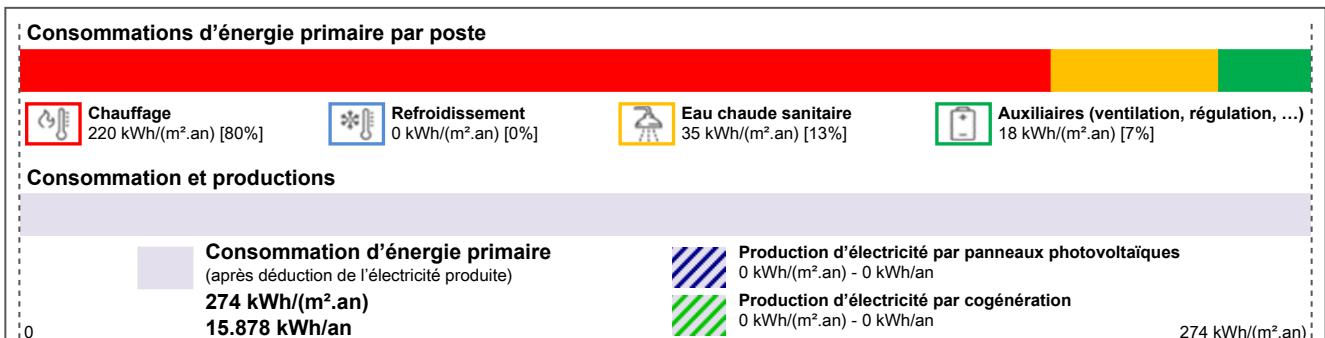 Consommations d'énergie primaire par poste
Chauffage
220 kWh/(m².an) [80%]
Refroidissement
0 kWh/(m².an) [0%]
Eau chaude sanitaire
35 kWh/(m².an) [13%]
Auxiliaires (ventilation, régulation, …)
18 kWh/(m².an) [7%]
Consommation et productions
Consommation d'énergie primaire
(après déduction de l'électricité produite)
274 kWh/(m².an)
15.878 kWh/an
Production d'électricité par panneaux photovoltaïques
0 kWh/(m².an) - 0 kWh/an
Production d'électricité par cogénération
0 kWh/(m².an) - 0 kWh/an
0
274 kWh/(m².an)